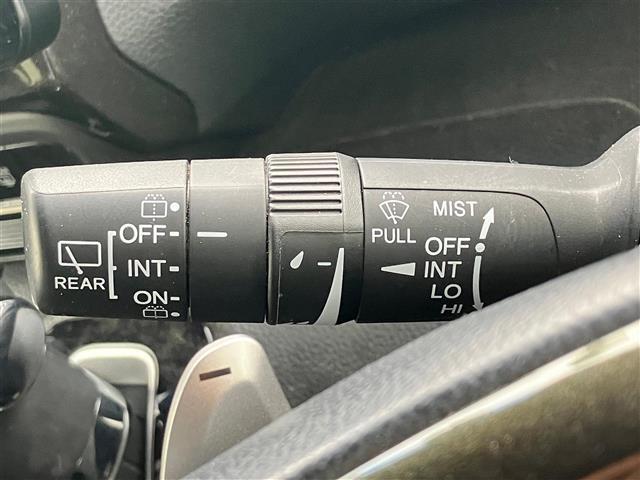 REAR
OFF
INT
ON
PULL
MIST
OFF
INT
LO
HI